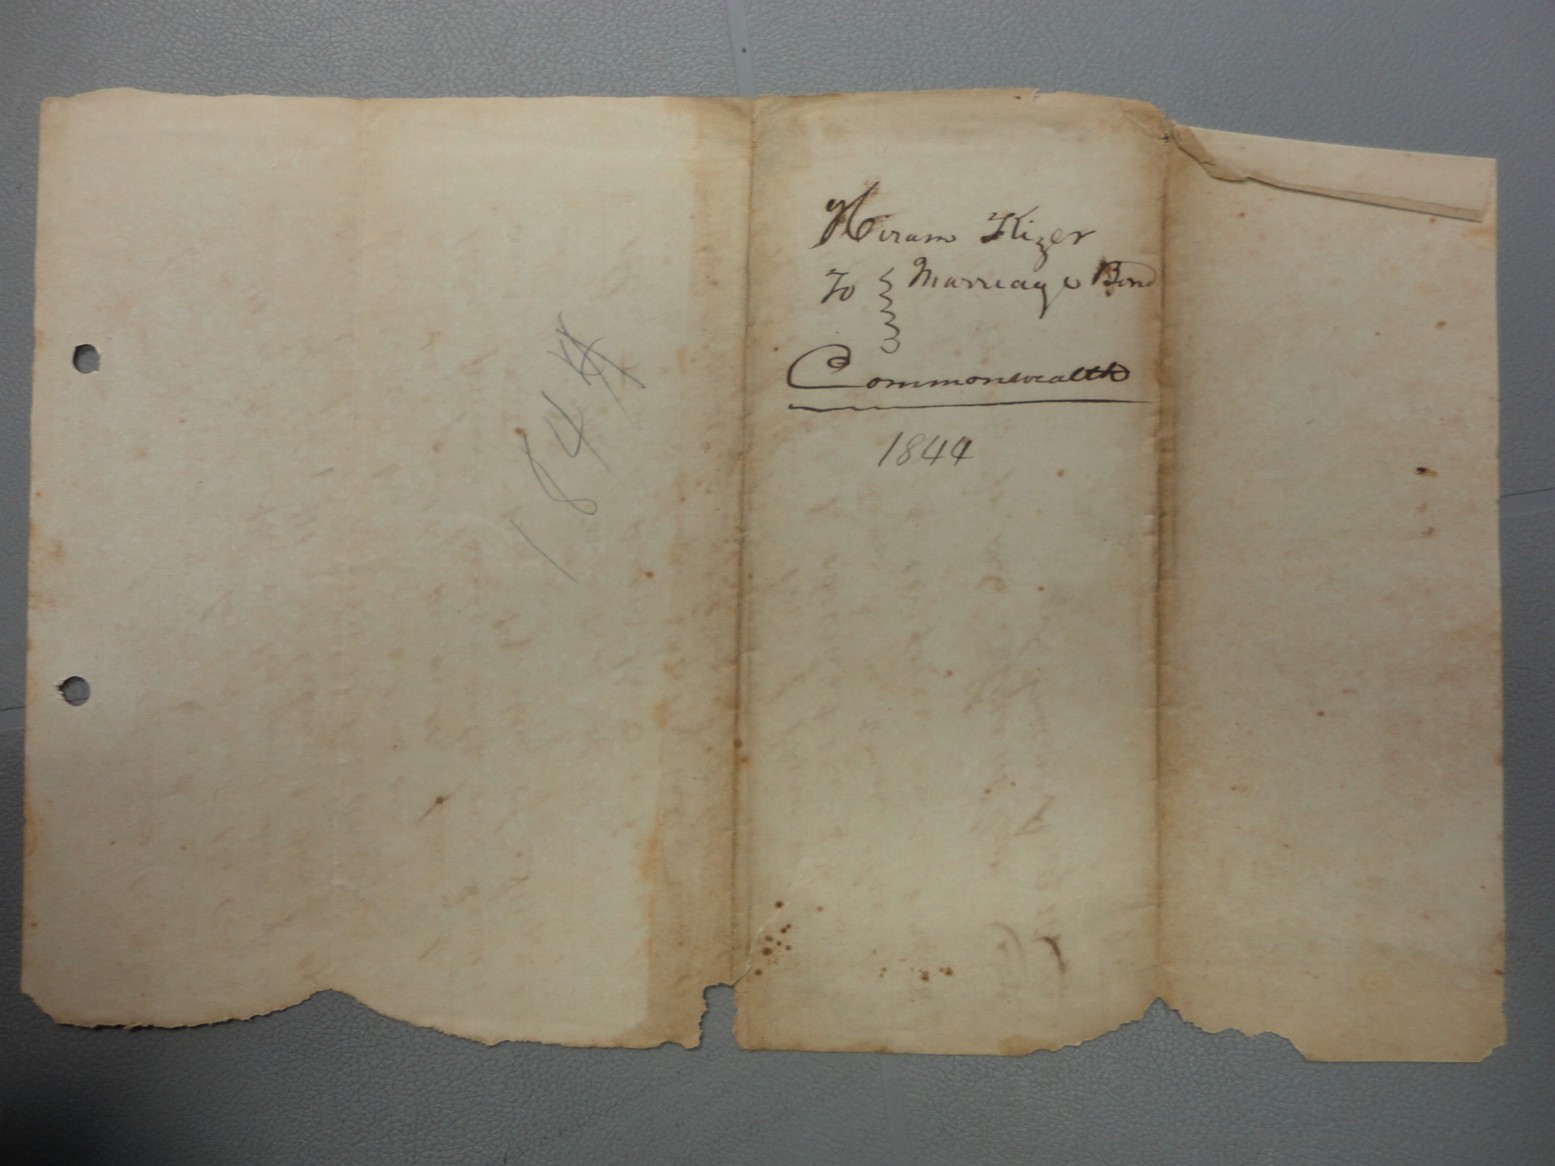 1844
Hiram Kizer
To Marriage Bond
Commonwealth
1844